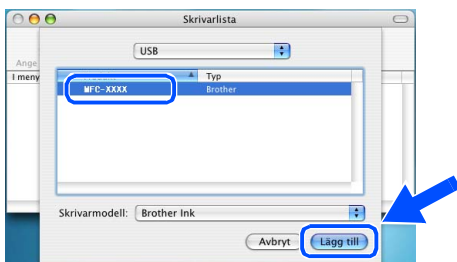 Skrivarlista
USB
Ange
I meny
Typ
MFC-XXXX Brother
Skrivarmodell: Brother Ink
Avbryt Lägg till